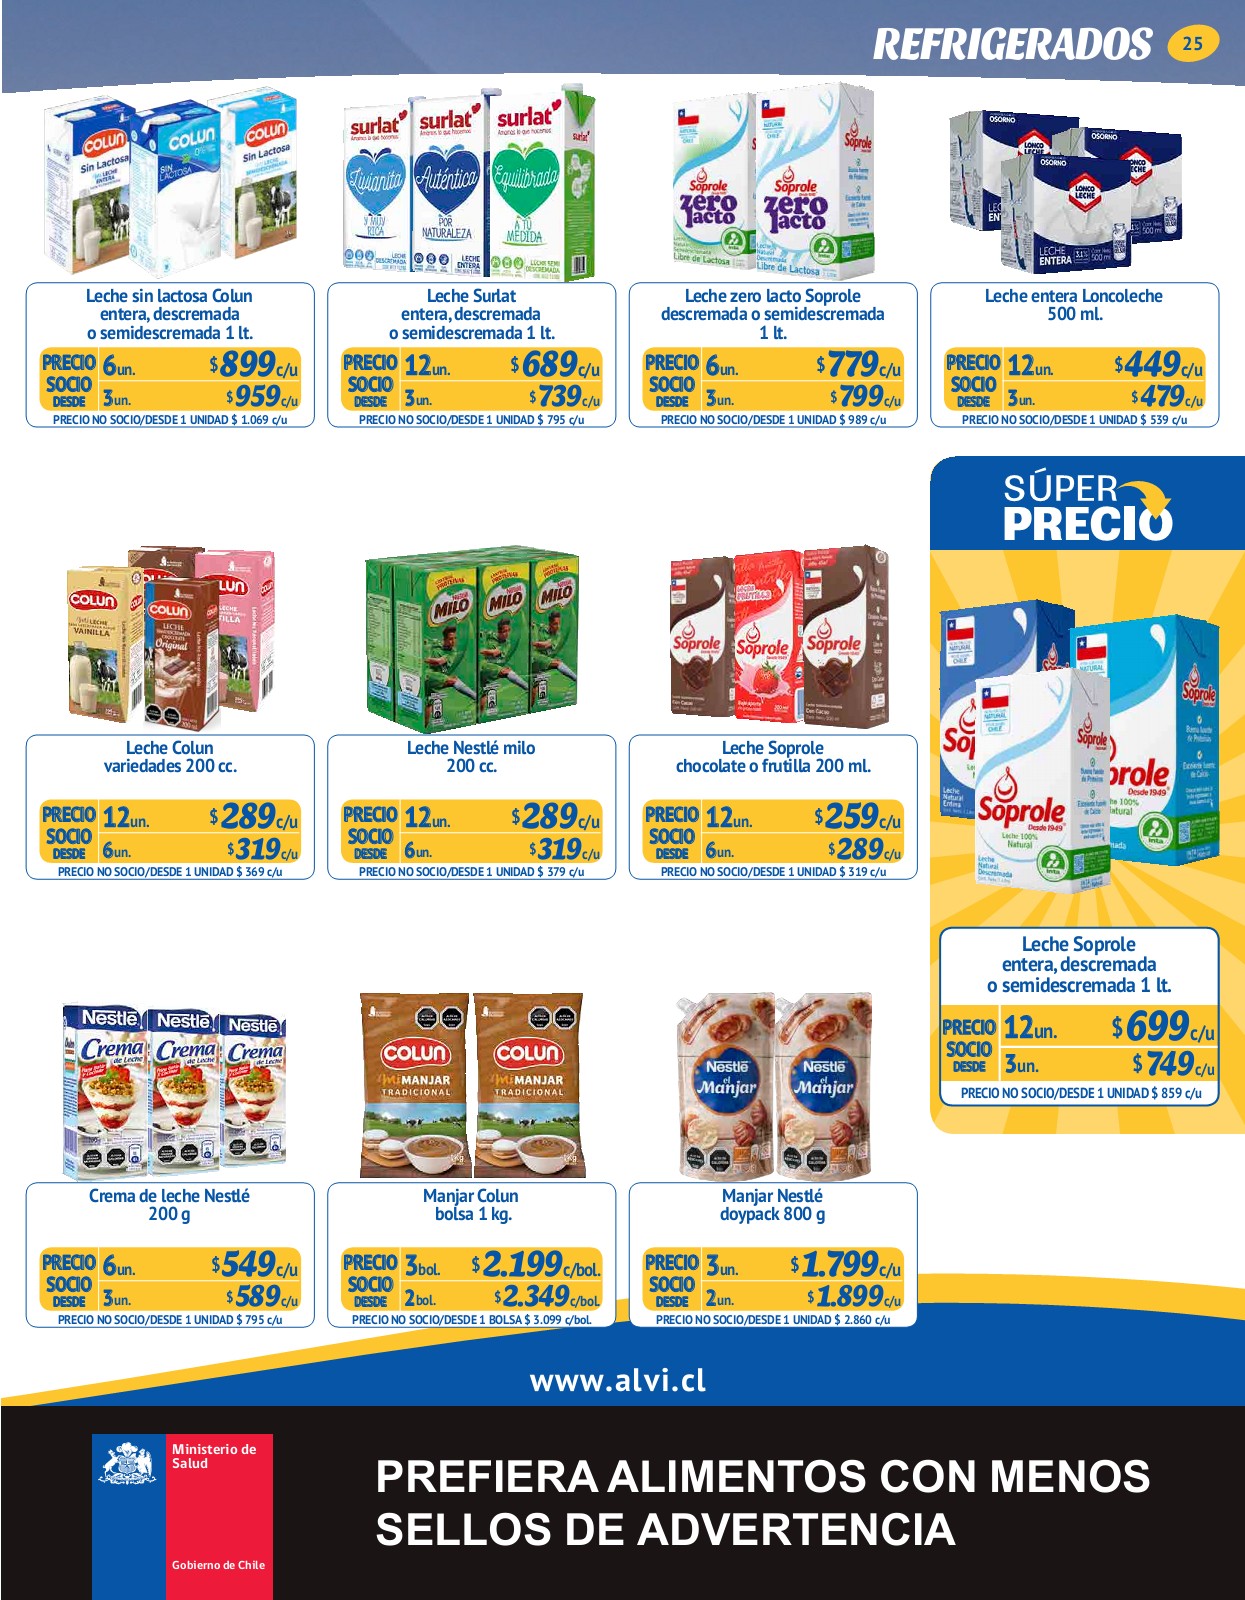 REFRIGERADOS 25
Leche sin lactosa Colun
entera, descremada
o semidescremada 1 lt.
PRECIO SOCIO DESDE
6un. $899c/u
3un. $959c/u
PRECIO NO SOCIO/DESDE 1 UNIDAD $ 1.069 c/u
Leche Surlat
entera, descremada
o semidescremada 1 lt.
PRECIO SOCIO DESDE
12un. $689c/u
3un. $739c/u
PRECIO NO SOCIO/DESDE 1 UNIDAD $ 795 c/u
Leche zero lacto Soprole
descremada o semidescremada
1 lt.
PRECIO SOCIO DESDE
6un. $779c/u
3un. $799c/u
PRECIO NO SOCIO/DESDE 1 UNIDAD $ 989 c/u
Leche entera Loncoleche
500 ml.
PRECIO SOCIO DESDE
12un. $449c/u
3un. $479c/u
PRECIO NO SOCIO/DESDE 1 UNIDAD $ 539 c/u
Leche Colun
variedades 200 cc.
PRECIO SOCIO DESDE
12un. $289c/u
6un. $319c/u
PRECIO NO SOCIO/DESDE 1 UNIDAD $ 369 c/u
Leche Nestlé milo
200 cc.
PRECIO SOCIO DESDE
12un. $289c/u
6un. $319c/u
PRECIO NO SOCIO/DESDE 1 UNIDAD $ 379 c/u
Leche Soprole
chocolate o frutilla 200 ml.
PRECIO SOCIO DESDE
12un. $259c/u
6un. $289c/u
PRECIO NO SOCIO/DESDE 1 UNIDAD $ 319 c/u
SÚPER
PRECIO
Leche Soprole
entera, descremada
o semidescremada 1 lt.
PRECIO SOCIO DESDE
12un. $699c/u
3un. $749c/u
PRECIO NO SOCIO/DESDE 1 UNIDAD $ 859 c/u
Crema de leche Nestlé
200 g
PRECIO SOCIO DESDE
6un. $549c/u
3un. $589c/u
PRECIO NO SOCIO/DESDE 1 UNIDAD $ 795 c/u
Manjar Colun
bolsa 1 kg.
PRECIO SOCIO DESDE
3bol. $2.199c/bol.
2bol. $2.349c/bol.
PRECIO NO SOCIO/DESDE 1 BOLSA $ 3.099 c/bol.
Manjar Nestlé
doypack 800 g
PRECIO SOCIO DESDE
3un. $1.799c/u
2un. $1.899c/u
PRECIO NO SOCIO/DESDE 1 UNIDAD $ 2.860 c/u
www.alvi.cl
Ministerio de
Salud
Gobierno de Chile
PREFIERA ALIMENTOS CON MENOS
SELLOS DE ADVERTENCIA